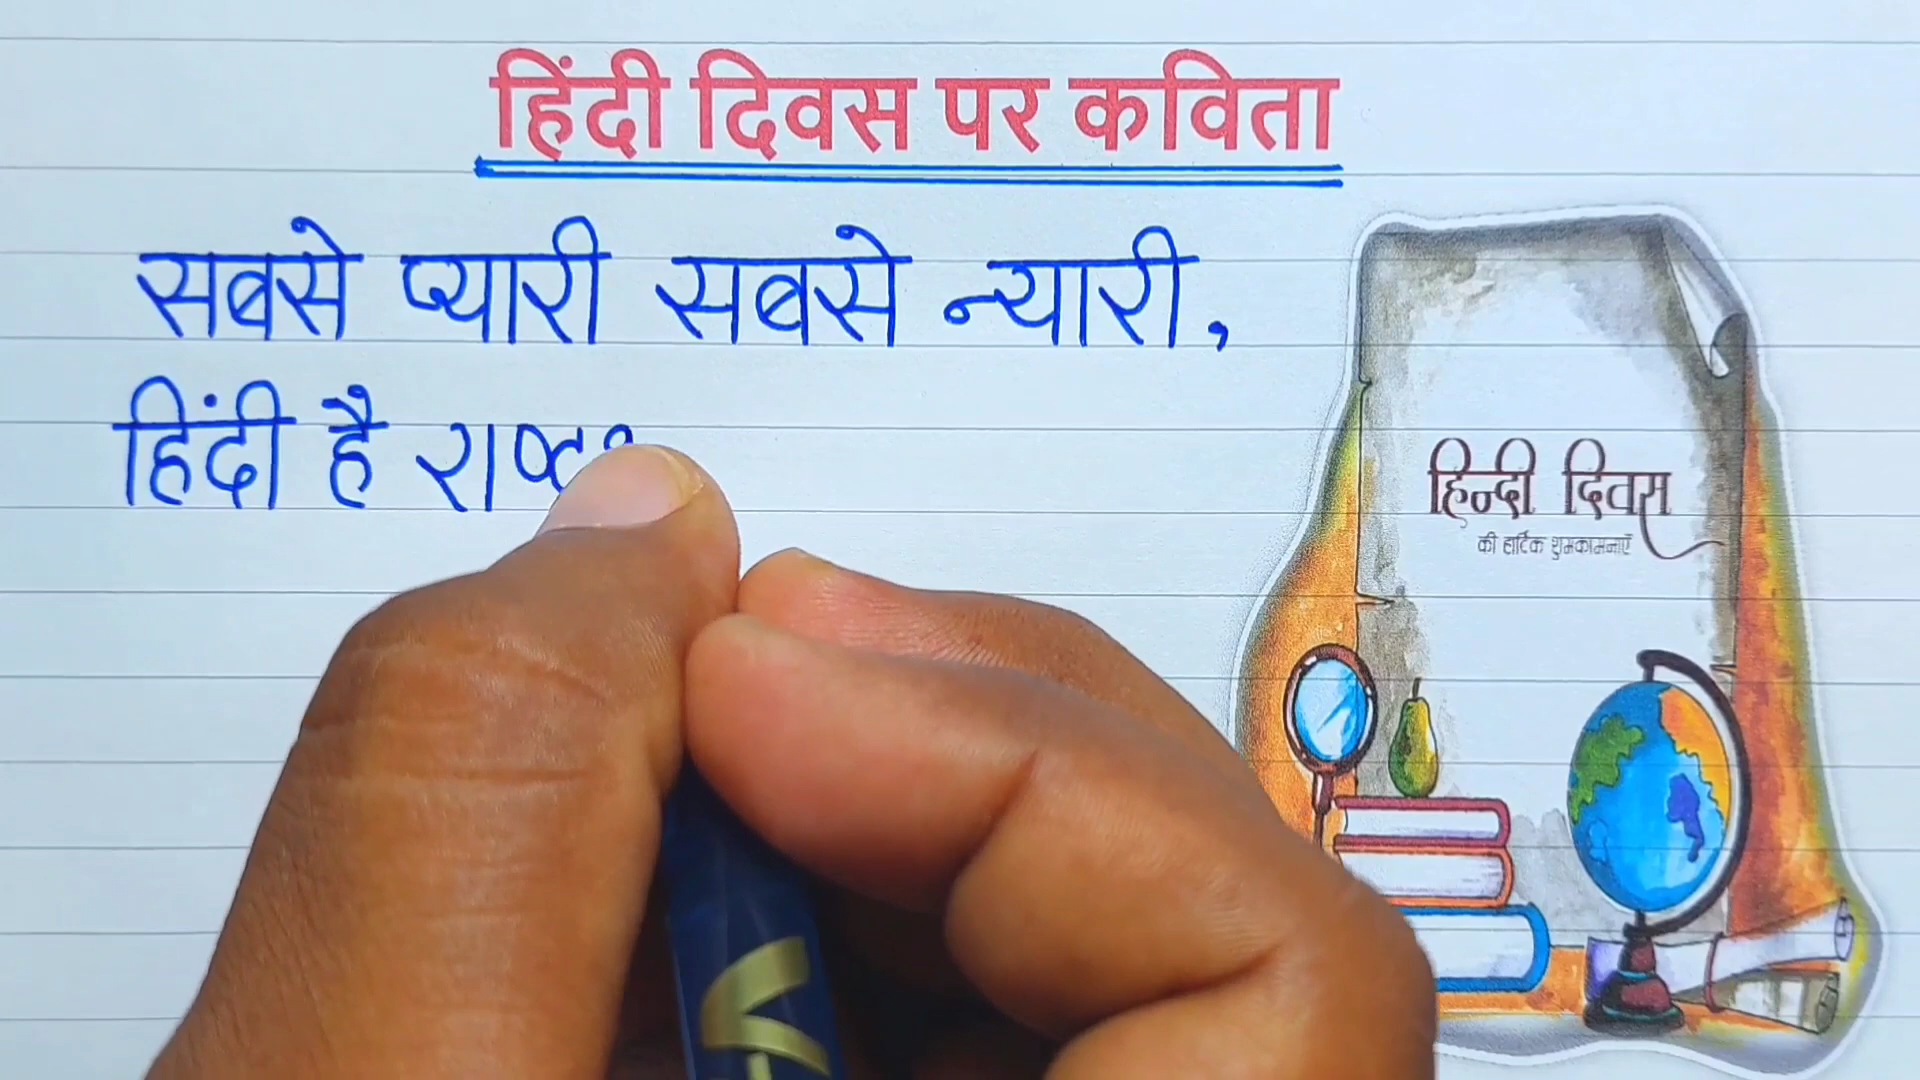 हिंदी दिवस पर कविता
सबसे प्यारी सबसे न्यारी,
हिंदी है
हिन्दी दिवस
की हार्दिक शुभकामनाएँ